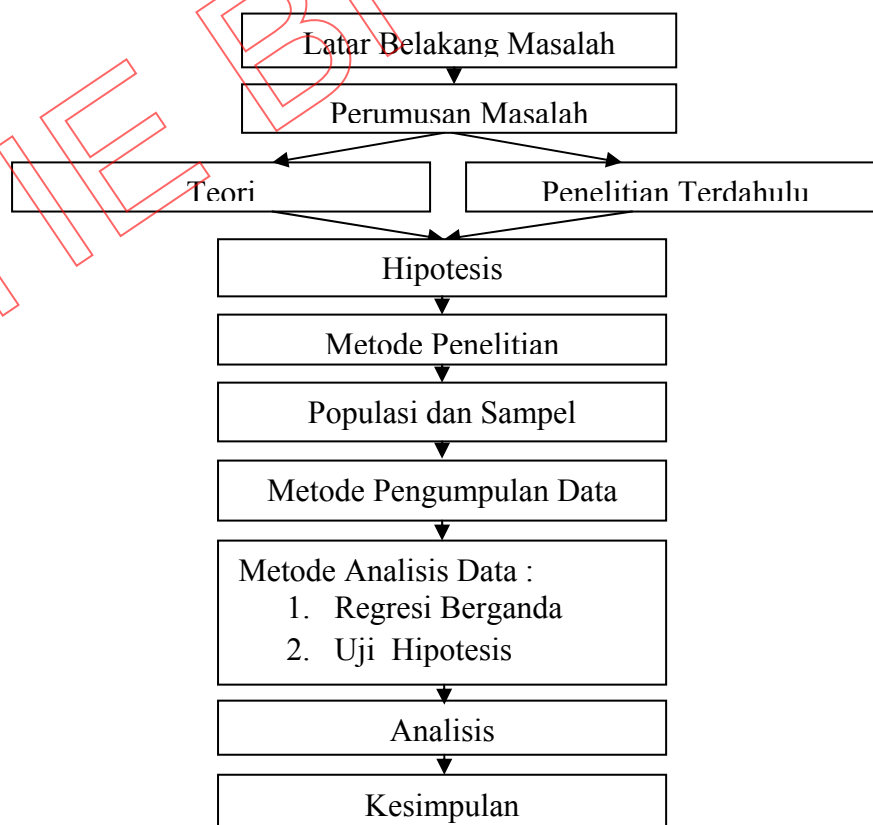 Latar Belakang Masalah
Perumusan Masalah
Teori
Penelitian Terdahulu
Hipotesis
Metode Penelitian
Populasi dan Sampel
Metode Pengumpulan Data
Metode Analisis Data :
1. Regresi Berganda
2. Uji Hipotesis
Analisis
Kesimpulan